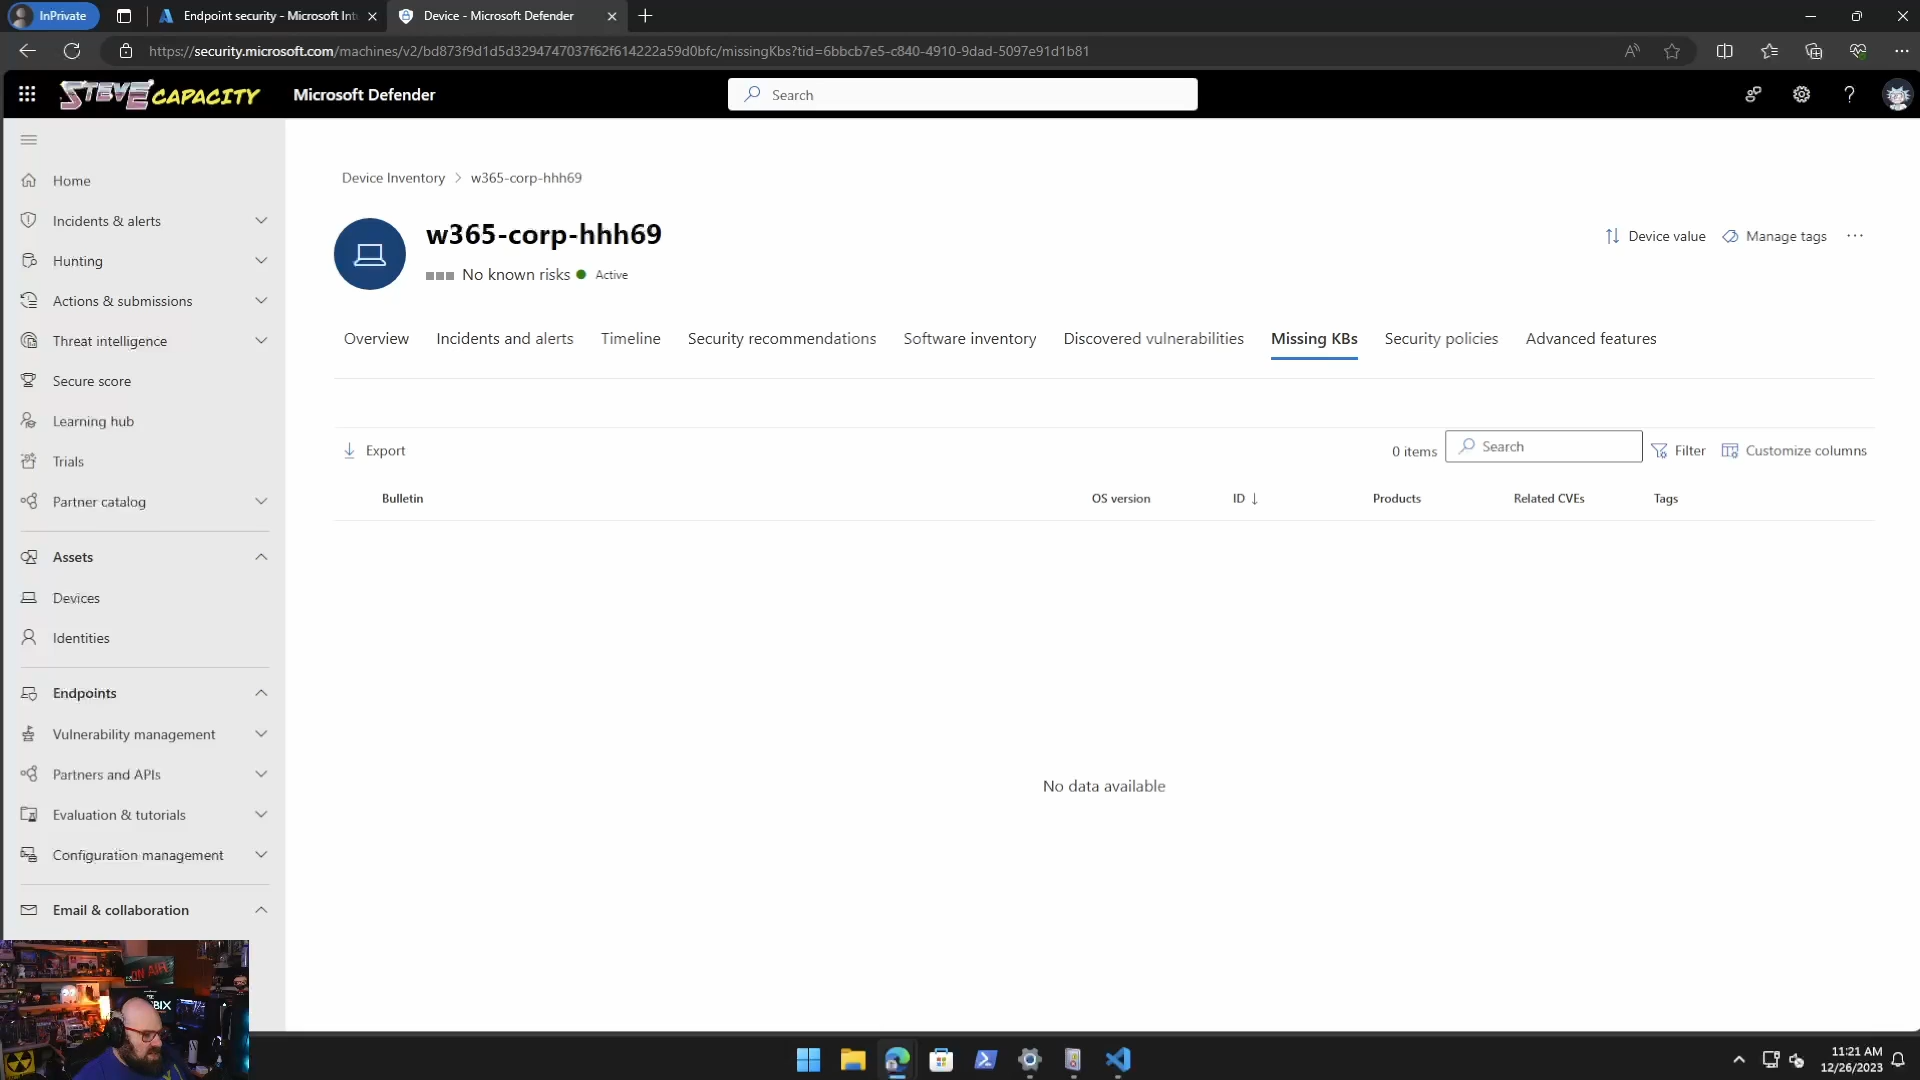 InPrivate
Endpoint security - Microsoft Int
Device - Microsoft Defender
https://security.microsoft.com/machines/v2/bd873f9d1d5d3294747037f62f614222a59d0bfc/missingKbs?tid=6bbcb7e5-c840-4910-9dad-5097e91d1b81
STEVE CAPACITY
Microsoft Defender
Search
Home
Incidents & alerts
Hunting
Actions & submissions
Threat intelligence
Secure score
Learning hub
Trials
Partner catalog
Assets
Devices
Identities
Endpoints
Vulnerability management
Partners and APIs
Evaluation & tutorials
Configuration management
Email & collaboration
Device Inventory > w365-corp-hhh69
w365-corp-hhh69
No known risks Active
Device value
Manage tags
Overview Incidents and alerts Timeline Security recommendations Software inventory Discovered vulnerabilities Missing KBs Security policies Advanced features
Export
0 items
Search
Filter
Customize columns
Bulletin OS version ID ↓ Products Related CVEs Tags
No data available
ON AIR
11:21 AM
12/26/2023